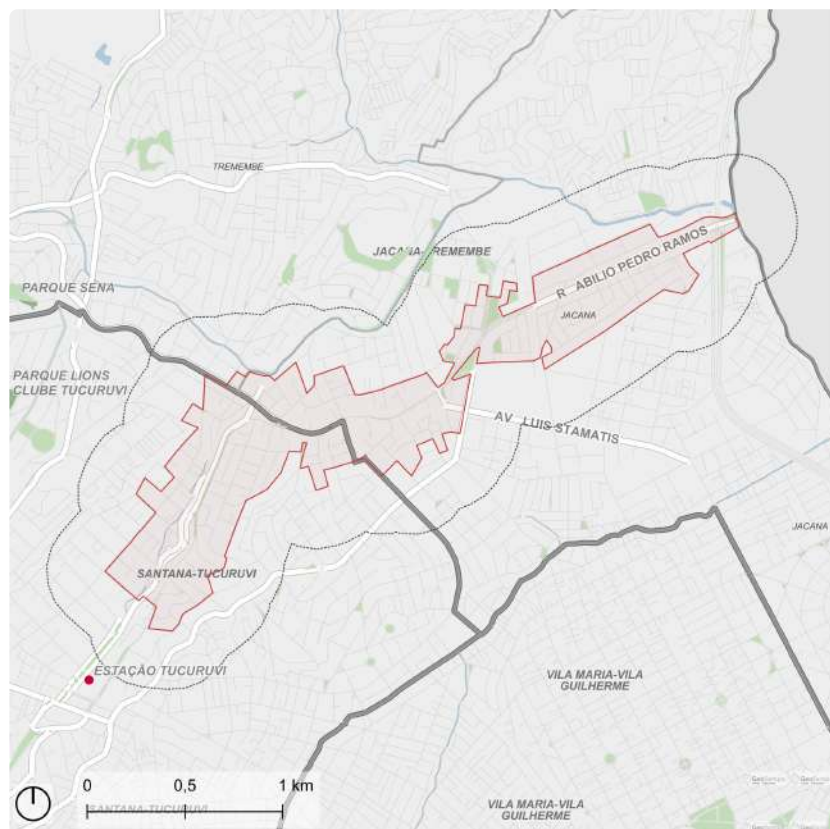 TREMEMBE
JACANA- REMEMBE
R ABILIO PEDRO RAMOS
PARQUE SENA
JACANA
PARQUE LIONS
CLUBE TUCURUVI
AV LUIS STAMATIS
JACANA
SANTANA-TUCURUVI
ESTAÇÃO TUCURUVI
VILA MARIA-VILA
GUILHERME
0 0,5 1 km
SANTANA-TUCURUVI
VILA MARIA-VILA
GUILHERME